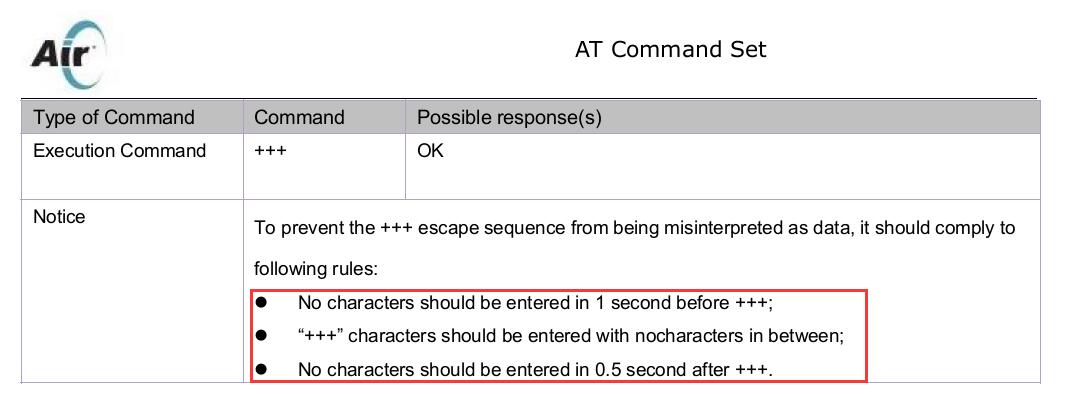 Air
AT Command Set
Type of Command Command Possible response(s)
Execution Command +++ OK
Notice
To prevent the +++ escape sequence from being misinterpreted as data, it should comply to
following rules:
● No characters should be entered in 1 second before +++;
● “+++” characters should be entered with nocharacters in between;
● No characters should be entered in 0.5 second after +++.